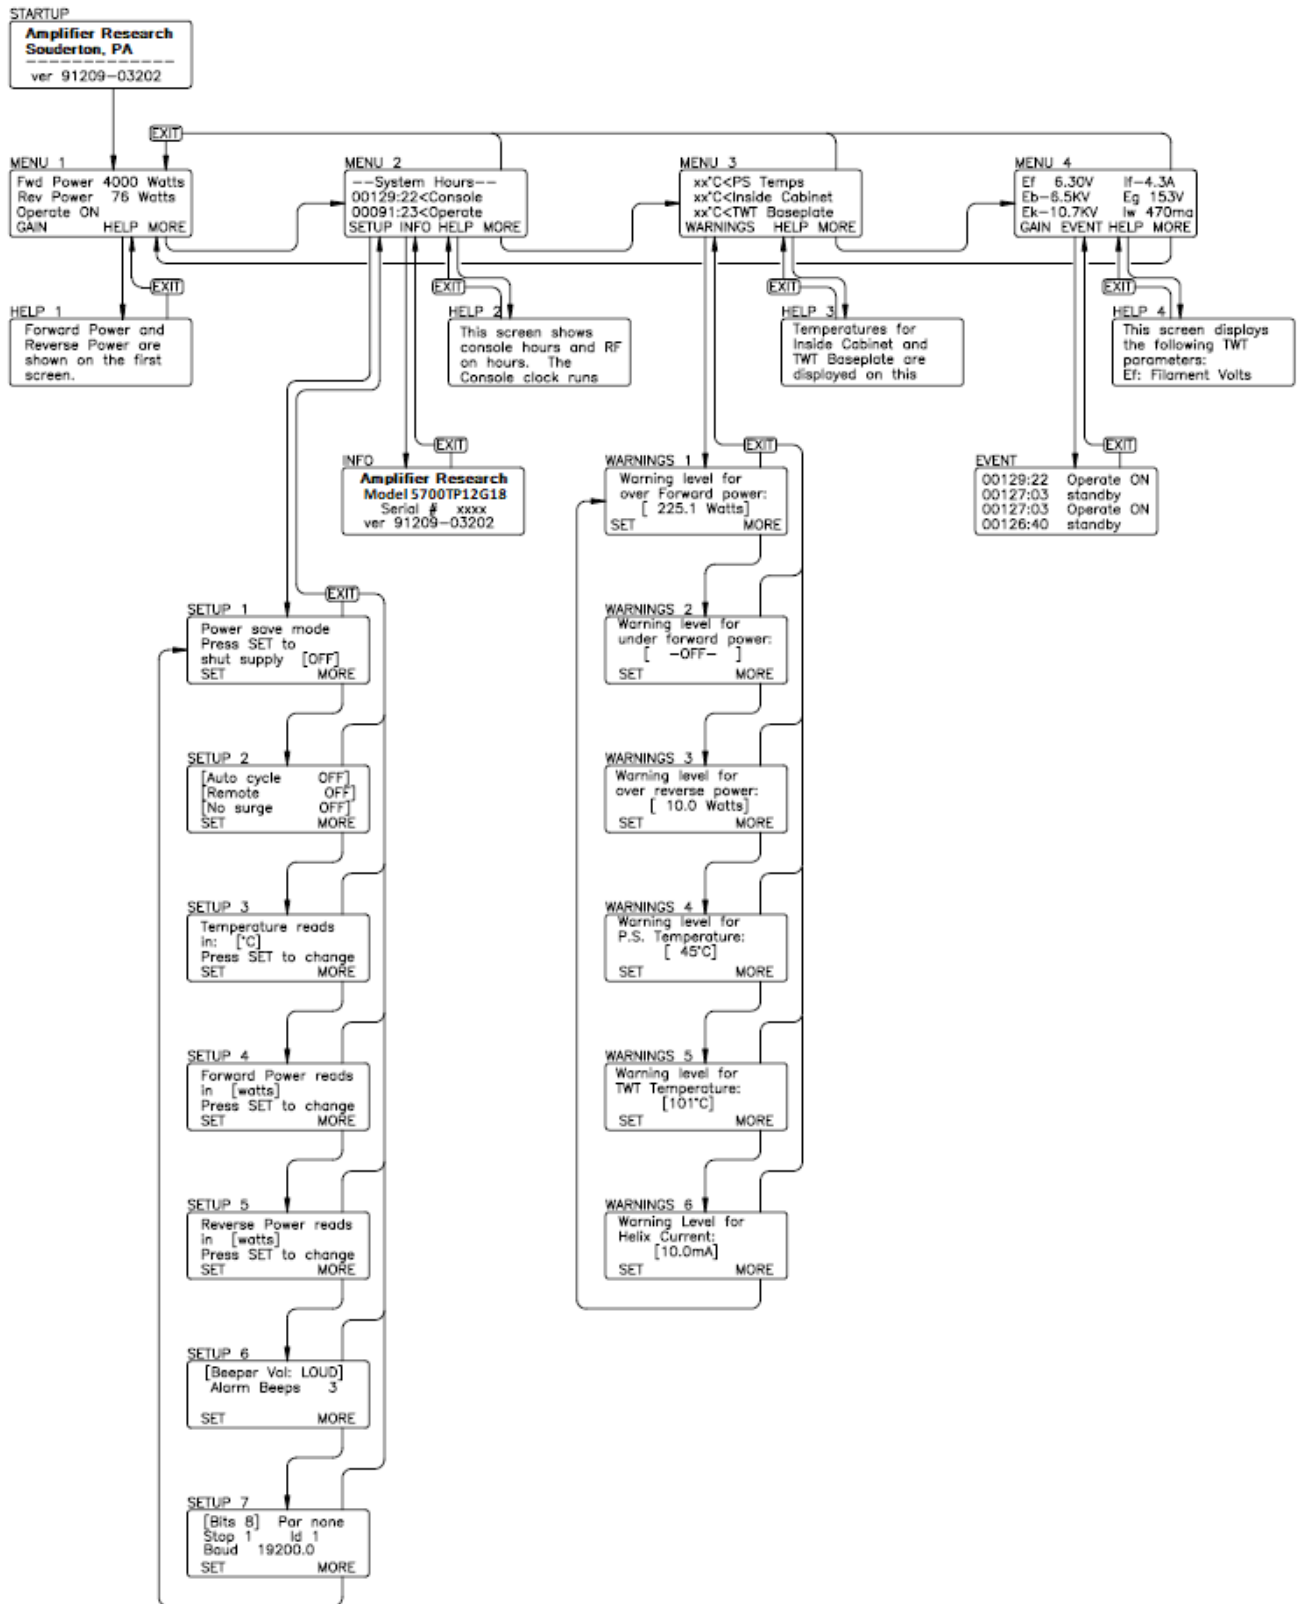 STARTUP
Amplifier Research
Souderton, PA
--------------
ver 91209-03202
EXIT
MENU 1
Fwd Power 4000 Watts
Rev Power 76 Watts
Operate ON
GAIN HELP MORE
MENU 2
--System Hours--
00129:22<Console
00091:23<Operate
SETUP INFO HELP MORE
MENU 3
xx°C<PS Temps
xx°C<Inside Cabinet
xx°C<TWT Baseplate
WARNINGS HELP MORE
MENU 4
Ef 6.30V If-4.3A
Eb-6.5KV Eg 153V
Ek-10.7KV Iw 470ma
GAIN EVENT HELP MORE
EXIT
EXIT
EXIT
EXIT
HELP 1
Forward Power and
Reverse Power are
shown on the first
screen.
HELP 2
This screen shows
console hours and RF
on hours. The
Console clock runs
HELP 3
Temperatures for
Inside Cabinet and
TWT Baseplate are
displayed on this
HELP 4
This screen displays
the following TWT
parameters:
Ef: Filament Volts
EXIT
EXIT
EXIT
INFO
Amplifier Research
Model 5700TP12G18
Serial # xxxx
ver 91209-03202
WARNINGS 1
Warning level for
over Forward power:
[ 225.1 Watts]
SET MORE
EVENT
00129:22 Operate ON
00127:03 standby
00127:03 Operate ON
00126:40 standby
EXIT
SETUP 1
Power save mode
Press SET to
shut supply [OFF]
SET MORE
WARNINGS 2
Warning level for
under forward power:
[ -OFF- ]
SET MORE
SETUP 2
[Auto cycle OFF]
[Remote OFF]
[No surge OFF]
SET MORE
WARNINGS 3
Warning level for
over reverse power:
[ 10.0 Watts]
SET MORE
SETUP 3
Temperature reads
in: [°C]
Press SET to change
SET MORE
WARNINGS 4
Warning level for
P.S. Temperature:
[ 45°C]
SET MORE
SETUP 4
Forward Power reads
in [watts]
Press SET to change
SET MORE
WARNINGS 5
Warning level for
TWT Temperature:
[101°C]
SET MORE
SETUP 5
Reverse Power reads
in [watts]
Press SET to change
SET MORE
WARNINGS 6
Warning Level for
Helix Current:
[10.0mA]
SET MORE
SETUP 6
[Beeper Vol: LOUD]
Alarm Beeps 3
SET MORE
SETUP 7
[Bits 8] Par none
Stop 1 Id 1
Baud 19200.0
SET MORE